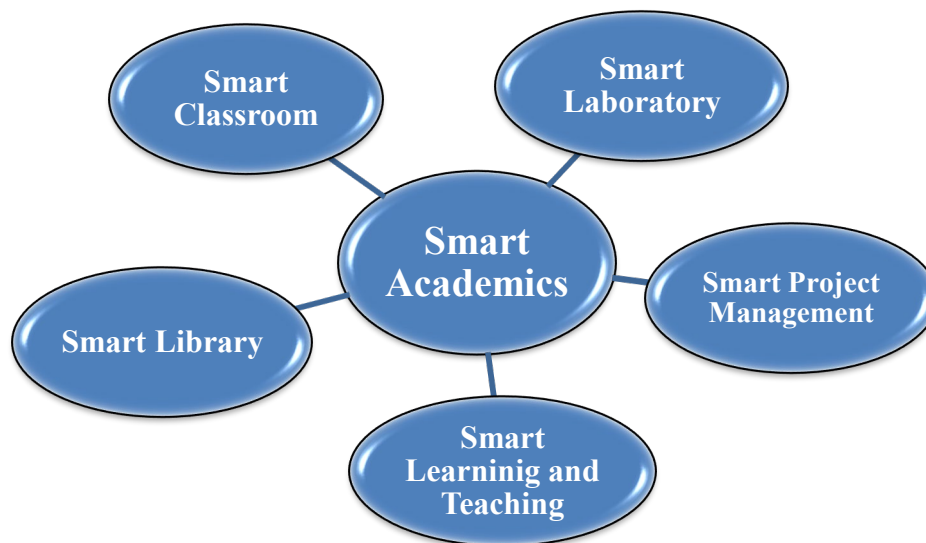 Smart
Classroom
Smart
Laboratory
Smart
Academics
Smart Project
Management
Smart Library
Smart
Learninig and
Teaching